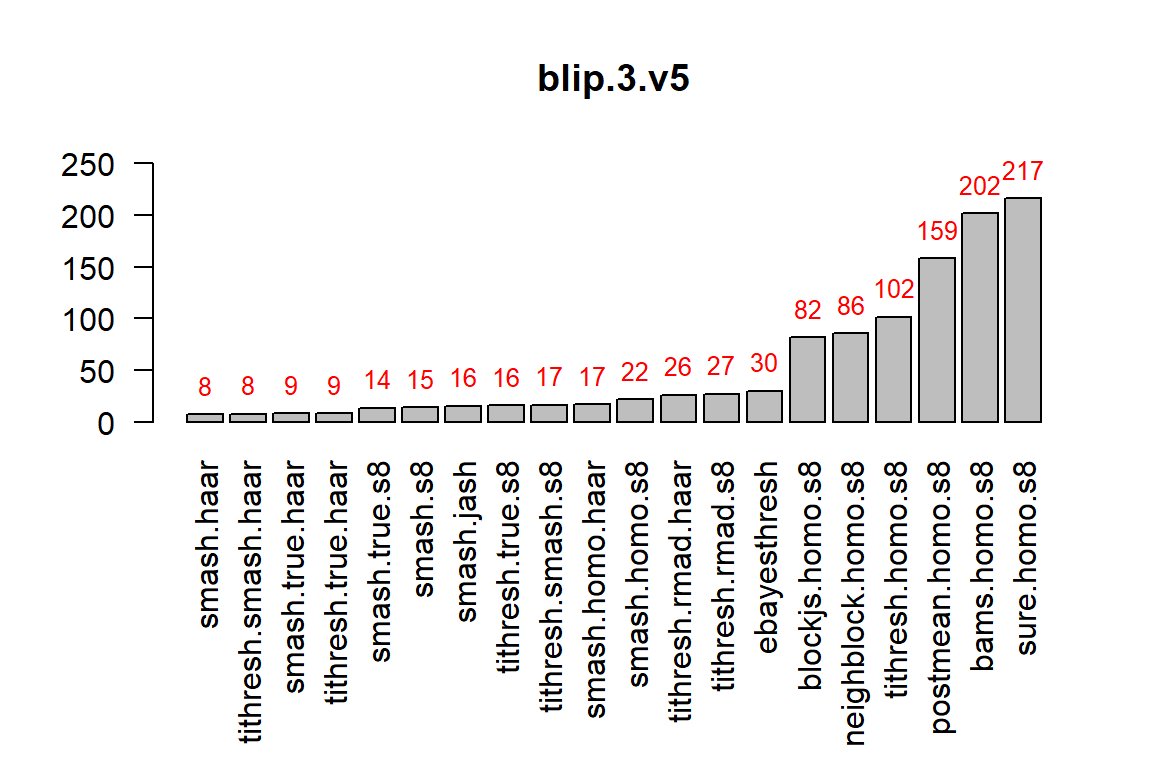 blip.3.v5
250
200
150
100
50
0
8
8
9
9
14
15
16
16
17
17
22
26
27
30
82
86
102
159
202
217
smash.haar
tithresh.smash.haar
smash.true.haar
tithresh.true.haar
smash.true.s8
smash.s8
smash.jash
tithresh.true.s8
tithresh.smash.s8
smash.homo.haar
smash.homo.s8
tithresh.rmad.haar
tithresh.rmad.s8
ebayesthresh
blockjs.homo.s8
neighblock.homo.s8
tithresh.homo.s8
postmean.homo.s8
bams.homo.s8
sure.homo.s8